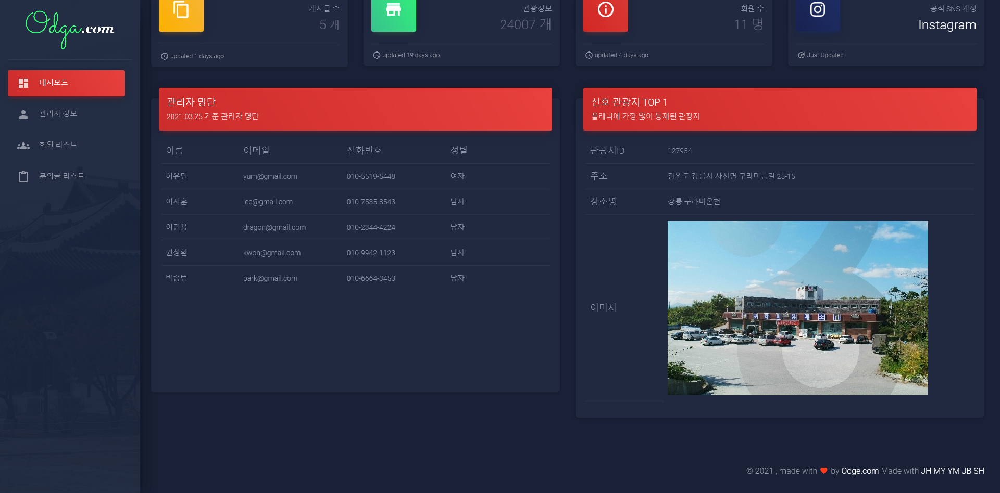 Odga.com
대시보드
관리자 정보
회원 리스트
문의글 리스트
게시글 수
5 개
updated 1 days ago
관광정보
24007 개
updated 19 days ago
회원 수
11 명
updated 4 days ago
공식 SNS 계정
Instagram
Just Updated
관리자 명단
2021.03.25 기준 관리자 명단
이름 이메일 전화번호 성별
허유민 yum@gmail.com 010-5519-5448 여자
이지훈 lee@gmail.com 010-7535-8543 남자
이민용 dragon@gmail.com 010-2344-4224 남자
권성환 kwon@gmail.com 010-9942-1123 남자
박종범 park@gmail.com 010-6664-3453 남자
선호 관광지 TOP 1
플래너에 가장 많이 등재된 관광지
관광지ID 127954
주소 강원도 강릉시 사천면 구라미등길 25-15
장소명 강릉 구라미온천
이미지
구라미휴게소
© 2021 , made with by Odge.com Made with JH MY YM JB SH